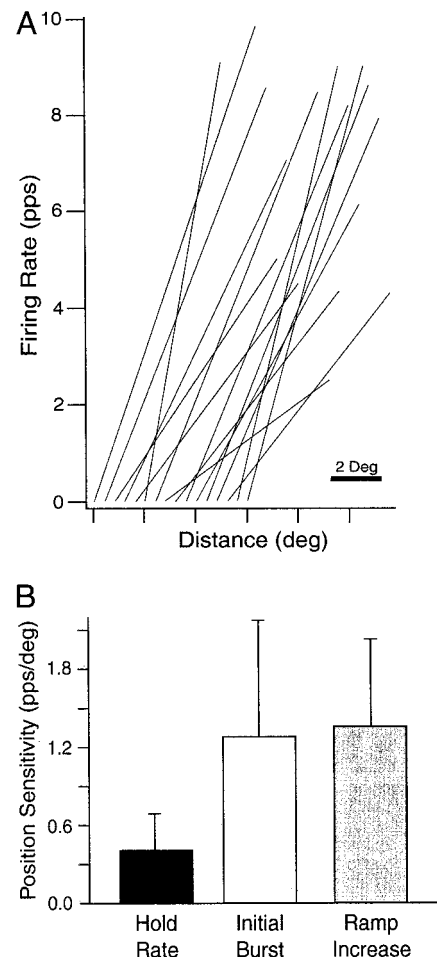 A
10
8
6
4
2
0
Firing Rate (pps)
2 Deg
Distance (deg)
B
1.8
1.2
0.6
0.0
Position Sensitivity (pps/deg)
Hold
Rate
Initial
Burst
Ramp
Increase